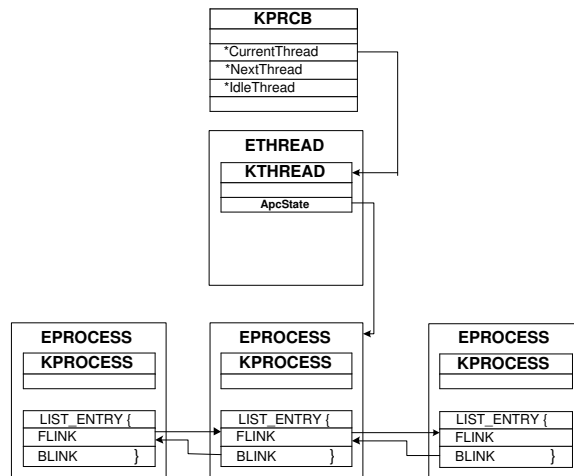 KPRCB
*CurrentThread
*NextThread
*IdleThread
ETHREAD
KTHREAD
ApcState
EPROCESS
KPROCESS
LIST_ENTRY {
FLINK
BLINK }
EPROCESS
KPROCESS
LIST_ENTRY {
FLINK
BLINK }
EPROCESS
KPROCESS
LIST_ENTRY {
FLINK
BLINK }